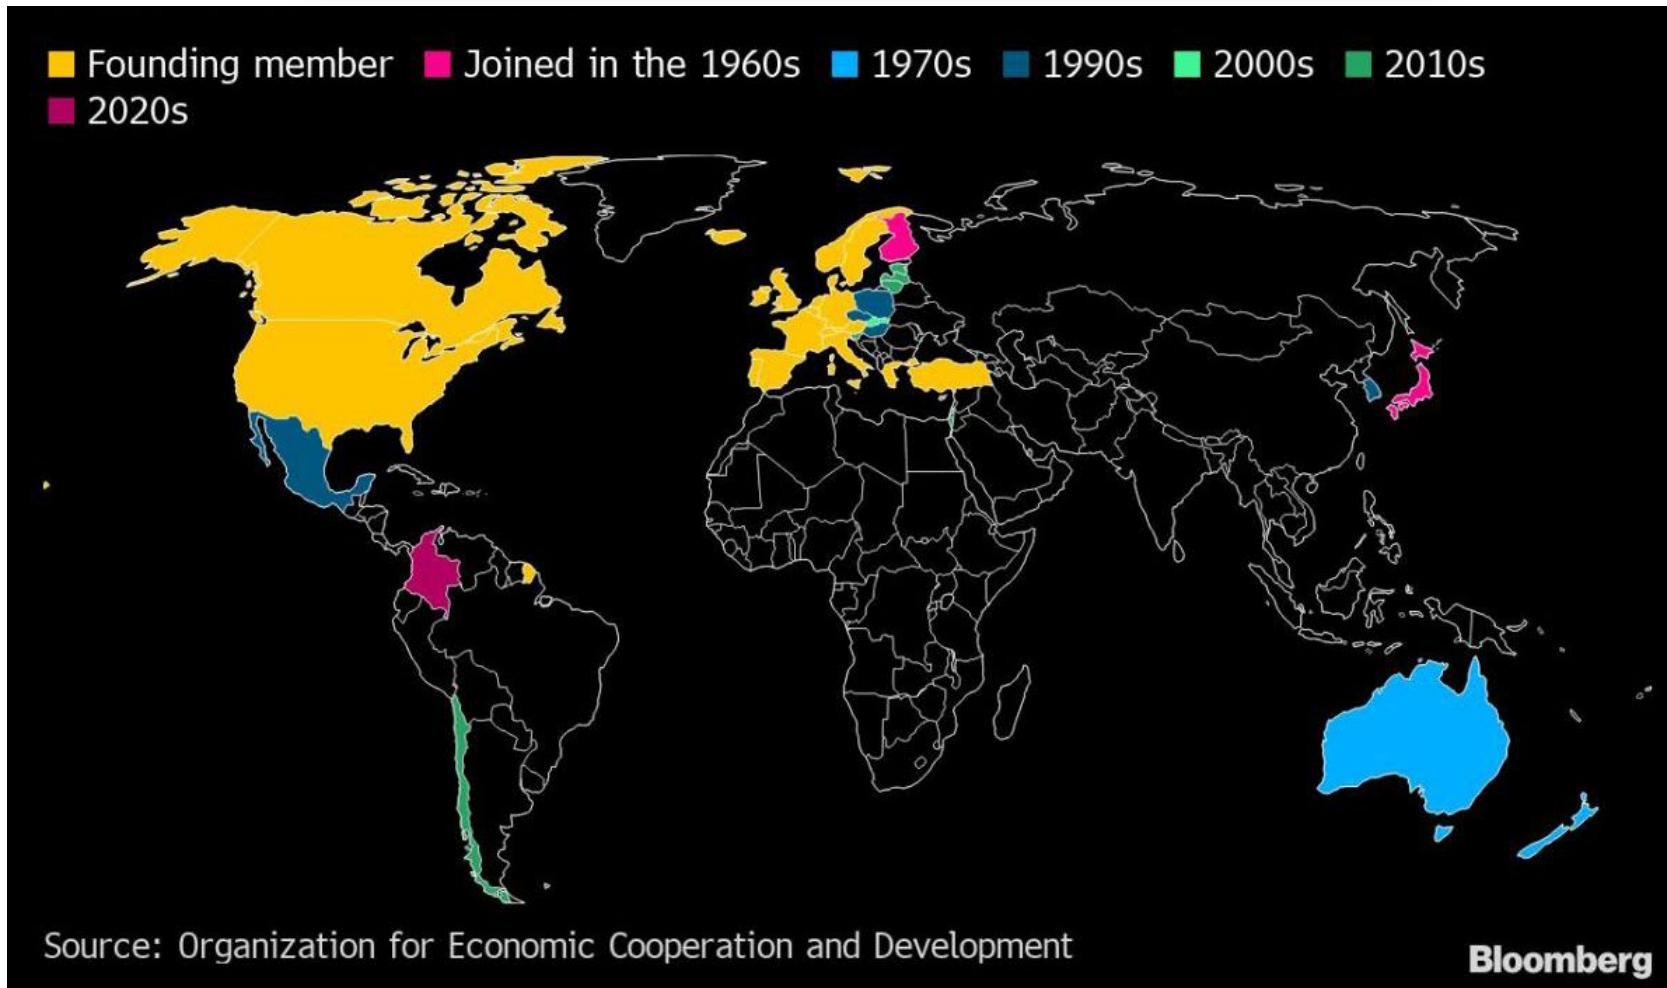 Founding member Joined in the 1960s 1970s 1990s 2000s 2010s
2020s
Source: Organization for Economic Cooperation and Development
Bloomberg